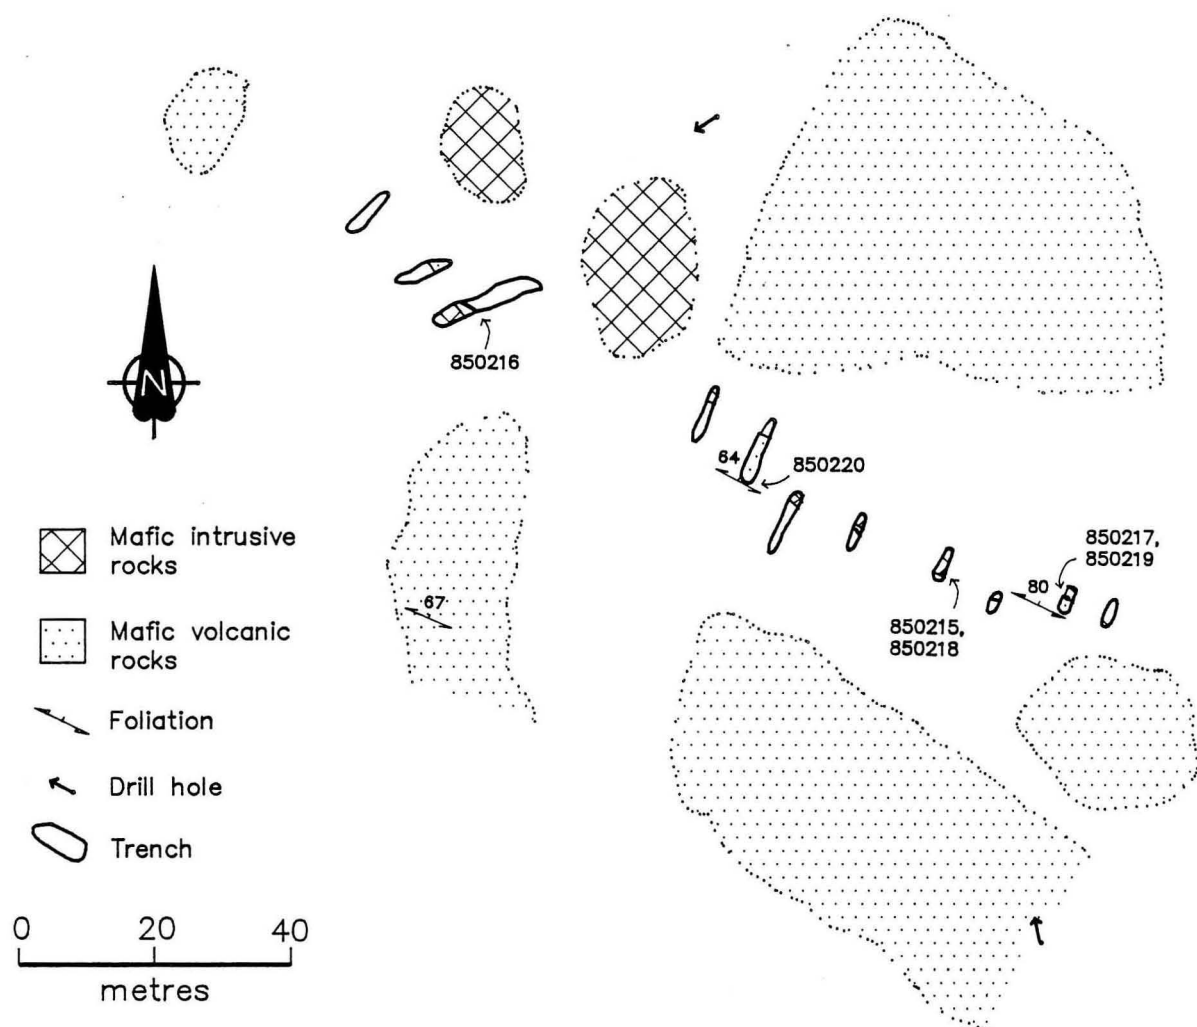 850216
N
64
850220
850217,
850219
80
850215,
850218
67
Mafic intrusive
rocks
Mafic volcanic
rocks
Foliation
Drill hole
Trench
0 20 40
metres